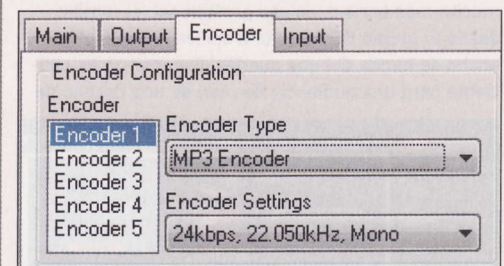 Main Output Encoder Input
Encoder Configuration
Encoder
Encoder 1
Encoder 2
Encoder 3
Encoder 4
Encoder 5
Encoder Type
MP3 Encoder
Encoder Settings
24kbps, 22.050kHz, Mono